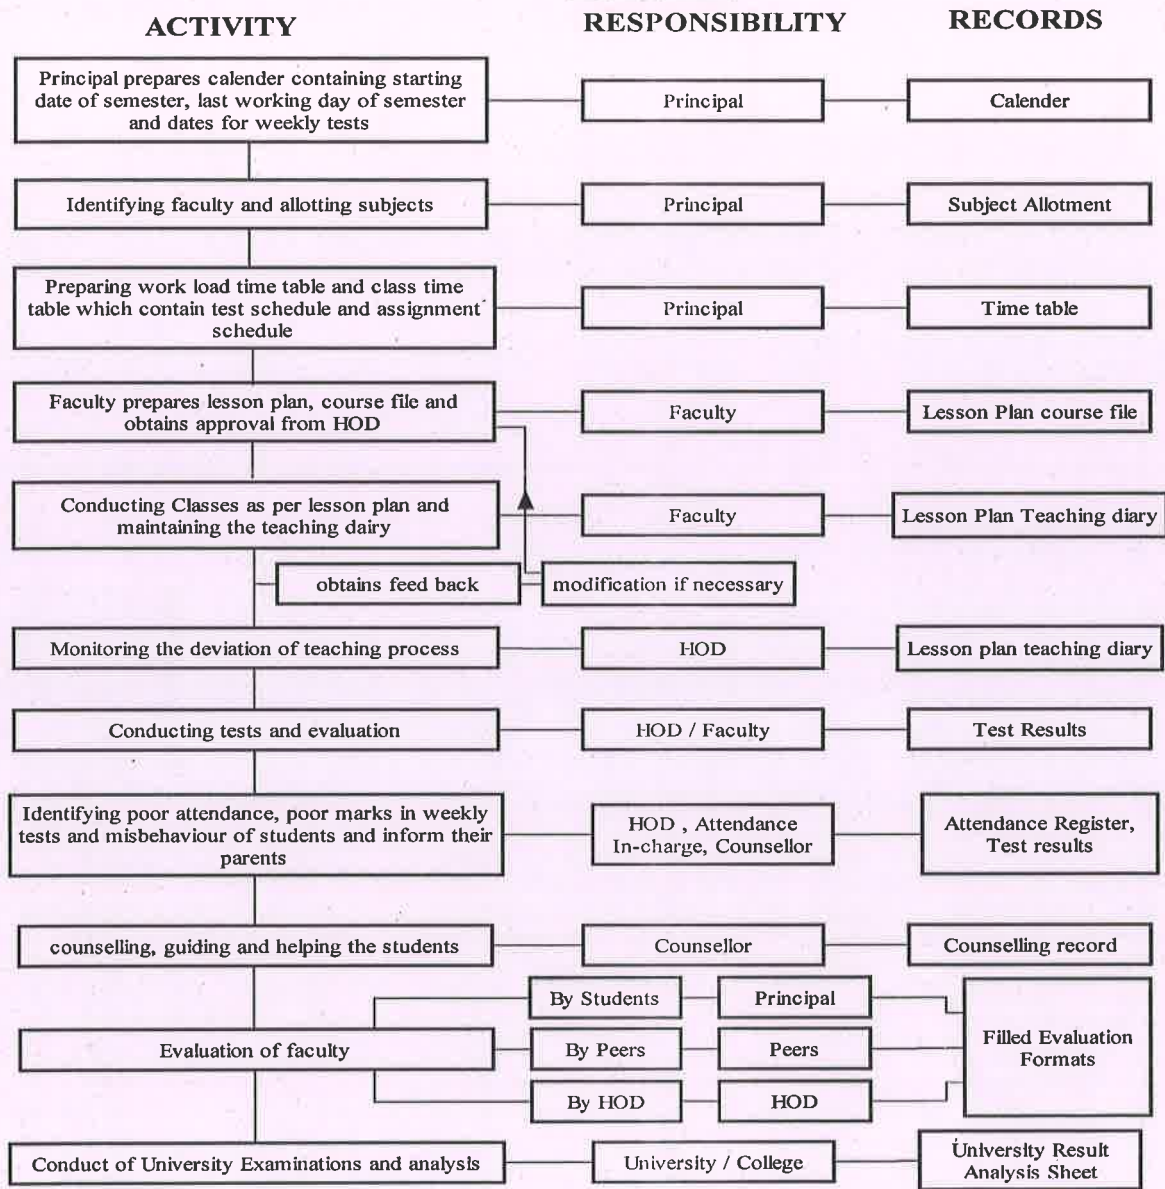 ACTIVITY
RESPONSIBILITY
RECORDS
Principal prepares calender containing starting
date of semester, last working day of semester
and dates for weekly tests
Principal
Calender
Identifying faculty and allotting subjects
Principal
Subject Allotment
Preparing work load time table and class time
table which contain test schedule and assignment
schedule
Principal
Time table
Faculty prepares lesson plan, course file and
obtains approval from HOD
Faculty
Lesson Plan course file
Conducting Classes as per lesson plan and
maintaining the teaching dairy
Faculty
Lesson Plan Teaching diary
obtains feed back
modification if necessary
Monitoring the deviation of teaching process
HOD
Lesson plan teaching diary
Conducting tests and evaluation
HOD / Faculty
Test Results
Identifying poor attendance, poor marks in weekly
tests and misbehaviour of students and inform their
parents
HOD , Attendance
In-charge, Counsellor
Attendance Register,
Test results
counselling, guiding and helping the students
Counsellor
Counselling record
Evaluation of faculty
By Students
Principal
By Peers
Peers
By HOD
HOD
Filled Evaluation
Formats
Conduct of University Examinations and analysis
University / College
University Result
Analysis Sheet